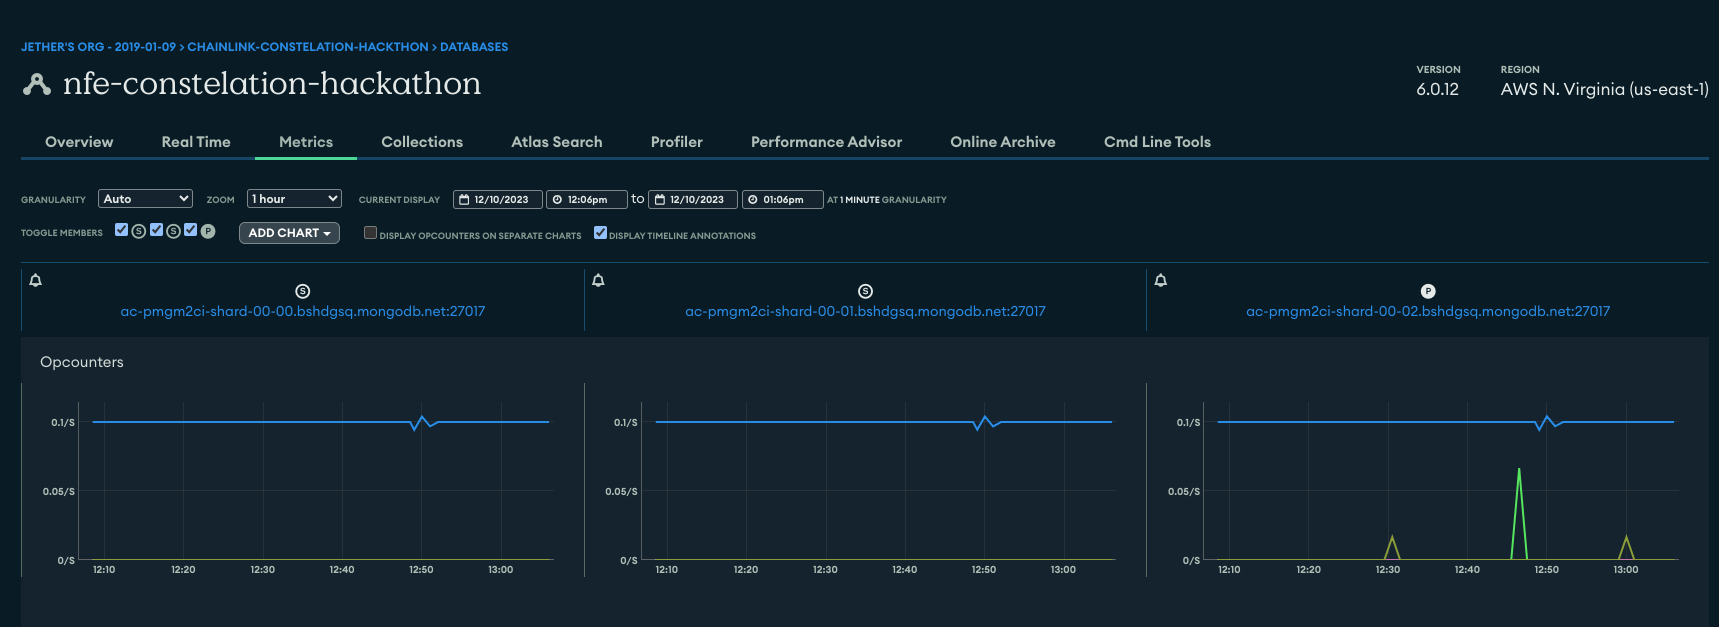 JETHER'S ORG - 2019-01-09 > CHAINLINK-CONSTELATION-HACKTHON > DATABASES
nfe-constelation-hackathon
VERSION REGION
6.0.12 AWS N. Virginia (us-east-1)
Overview Real Time Metrics Collections Atlas Search Profiler Performance Advisor Online Archive Cmd Line Tools
GRANULARITY Auto ZOOM 1 hour CURRENT DISPLAY 12/10/2023 12:06pm to 12/10/2023 01:06pm AT 1 MINUTE GRANULARITY
TOGGLE MEMBERS S S P ADD CHART DISPLAY OPCOUNTERS ON SEPARATE CHARTS DISPLAY TIMELINE ANNOTATIONS
S S P
ac-pmgm2ci-shard-00-00.bshdgsq.mongodb.net:27017 ac-pmgm2ci-shard-00-01.bshdgsq.mongodb.net:27017 ac-pmgm2ci-shard-00-02.bshdgsq.mongodb.net:27017
Opcounters
0.1/S 0.1/S 0.1/S
0.05/S 0.05/S 0.05/S
0/S 0/S 0/S
12:10 12:20 12:30 12:40 12:50 13:00 12:10 12:20 12:30 12:40 12:50 13:00 12:10 12:20 12:30 12:40 12:50 13:00